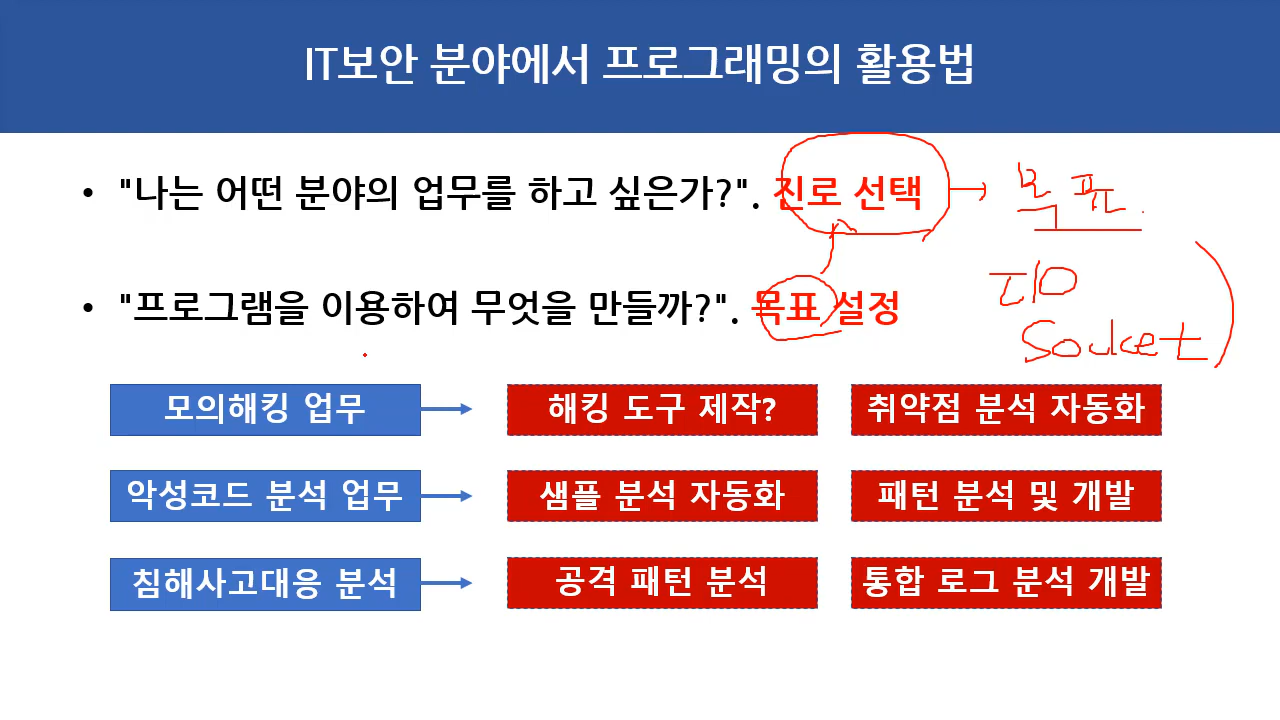 IT보안 분야에서 프로그래밍의 활용법
• "나는 어떤 분야의 업무를 하고 싶은가?". 진로 선택
목표
• "프로그램을 이용하여 무엇을 만들까?". 목표 설정
Socket
모의해킹 업무 해킹 도구 제작? 취약점 분석 자동화
악성코드 분석 업무 샘플 분석 자동화 패턴 분석 및 개발
침해사고대응 분석 공격 패턴 분석 통합 로그 분석 개발